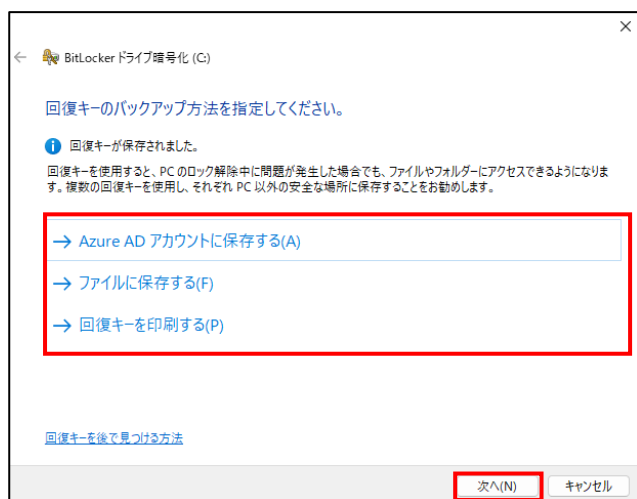 BitLocker ドライブ暗号化 (C:)
回復キーのバックアップ方法を指定してください。
回復キーが保存されました。
回復キーを使用すると、PC のロック解除中に問題が発生した場合でも、ファイルやフォルダーにアクセスできるようになりま
す。複数の回復キーを使用し、それぞれ PC 以外の安全な場所に保存することをお勧めします。
Azure AD アカウントに保存する(A)
ファイルに保存する(F)
回復キーを印刷する(P)
回復キーを後で見つける方法
次へ(N) キャンセル